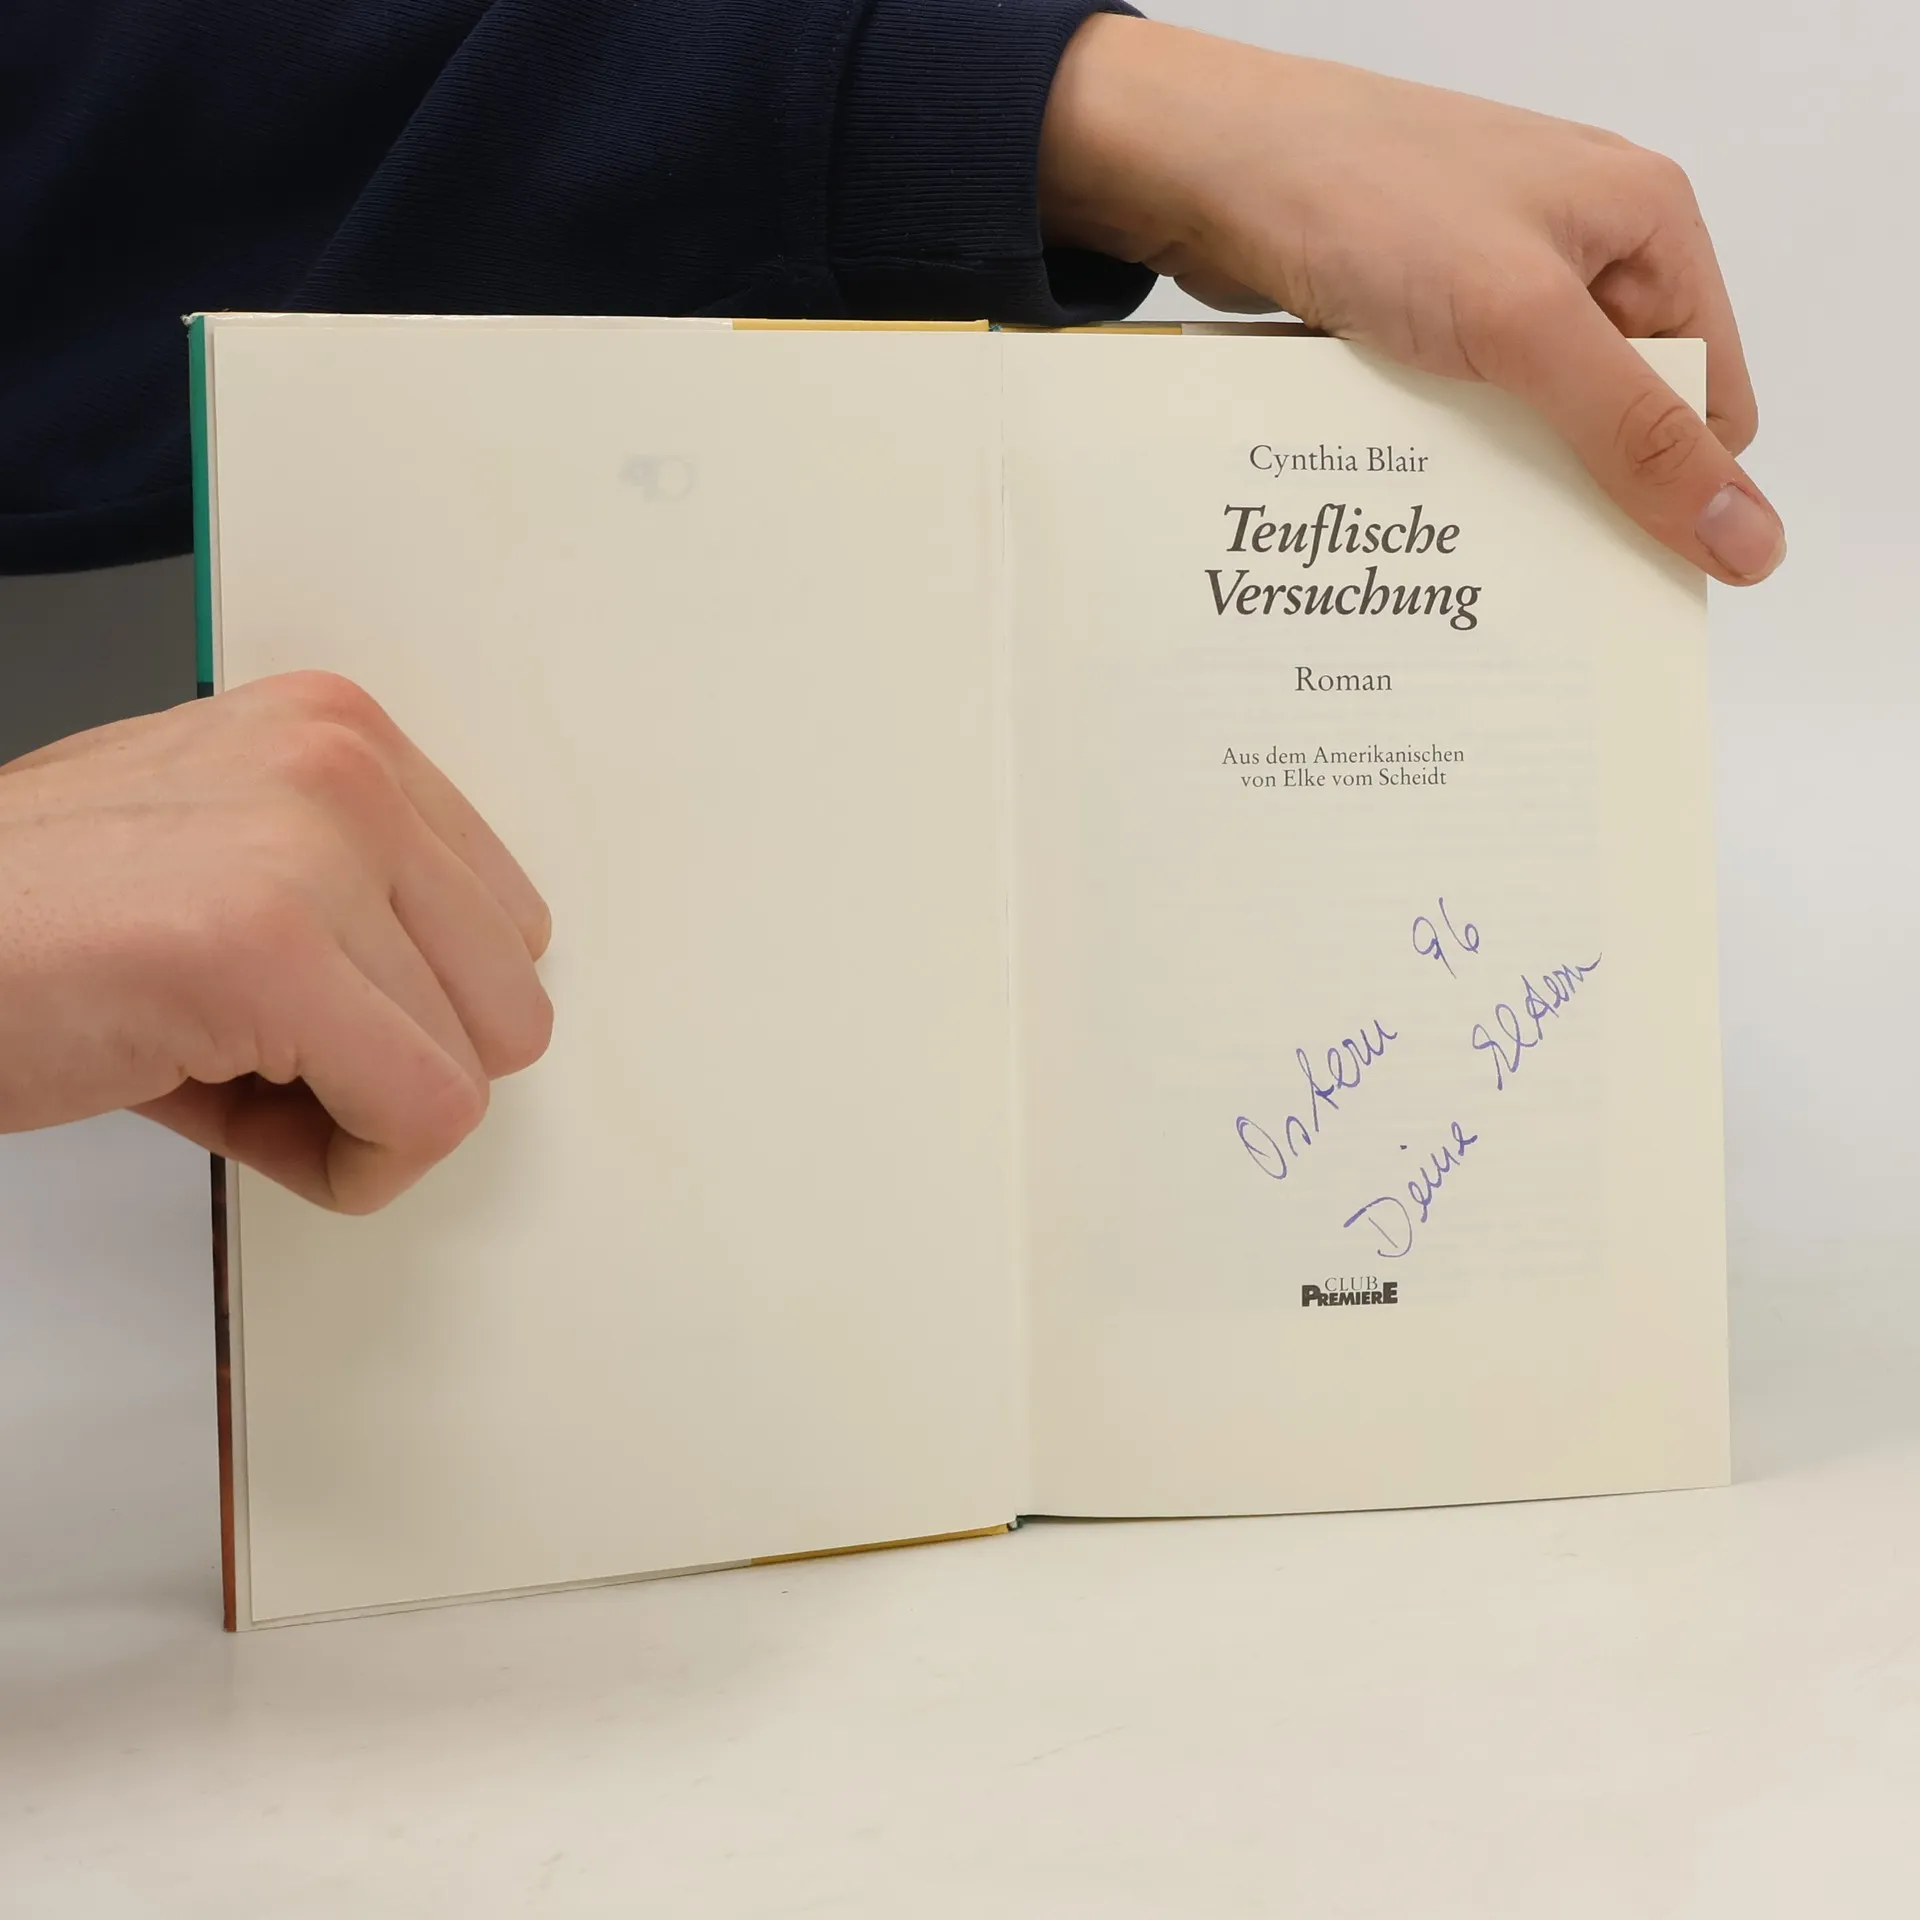 Cynthia Blair
Teuflische
Versuchung
Roman
Aus dem Amerikanischen
von Elke vom Scheidt
Ostern 96
Deine Eltern
CLUB
PREMIERE